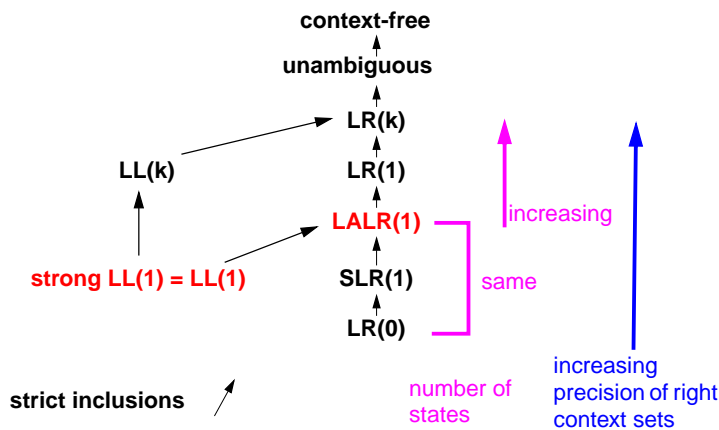 context-free
unambiguous
LR(k)
LL(k)
LR(1)
LALR(1)
increasing
strong LL(1) = LL(1)
SLR(1)
same
LR(0)
strict inclusions
number of
states
increasing
precision of right
context sets